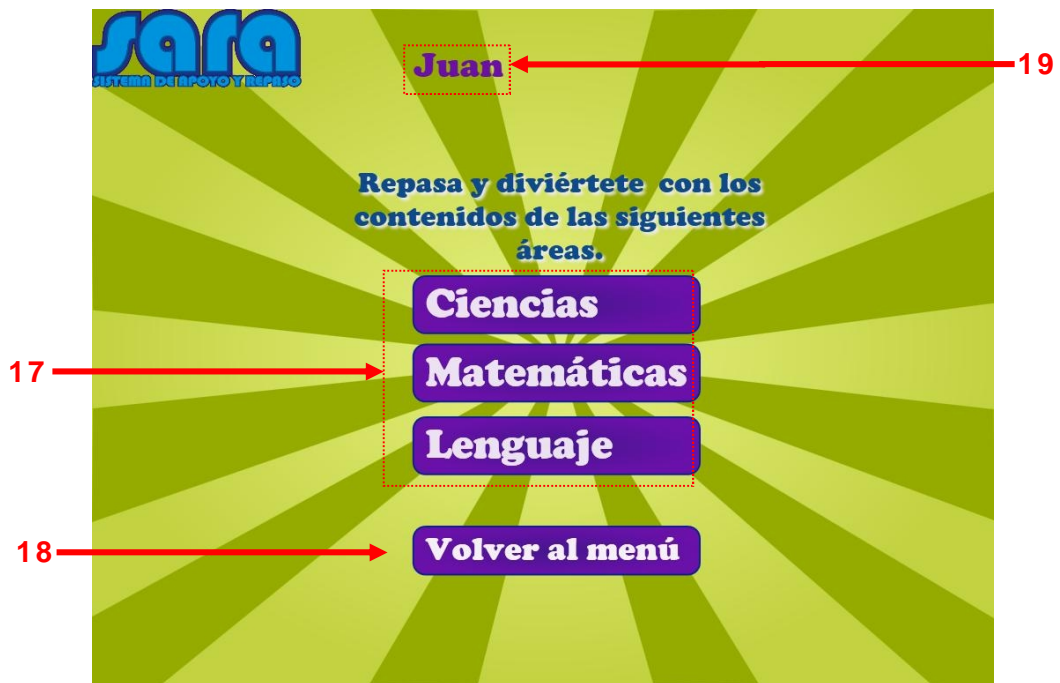 sara
SISTEMA DE APOYO Y REPASO
Juan
19
Repasa y diviértete con los
contenidos de las siguientes
áreas.
Ciencias
17
Matemáticas
Lenguaje
18
Volver al menú